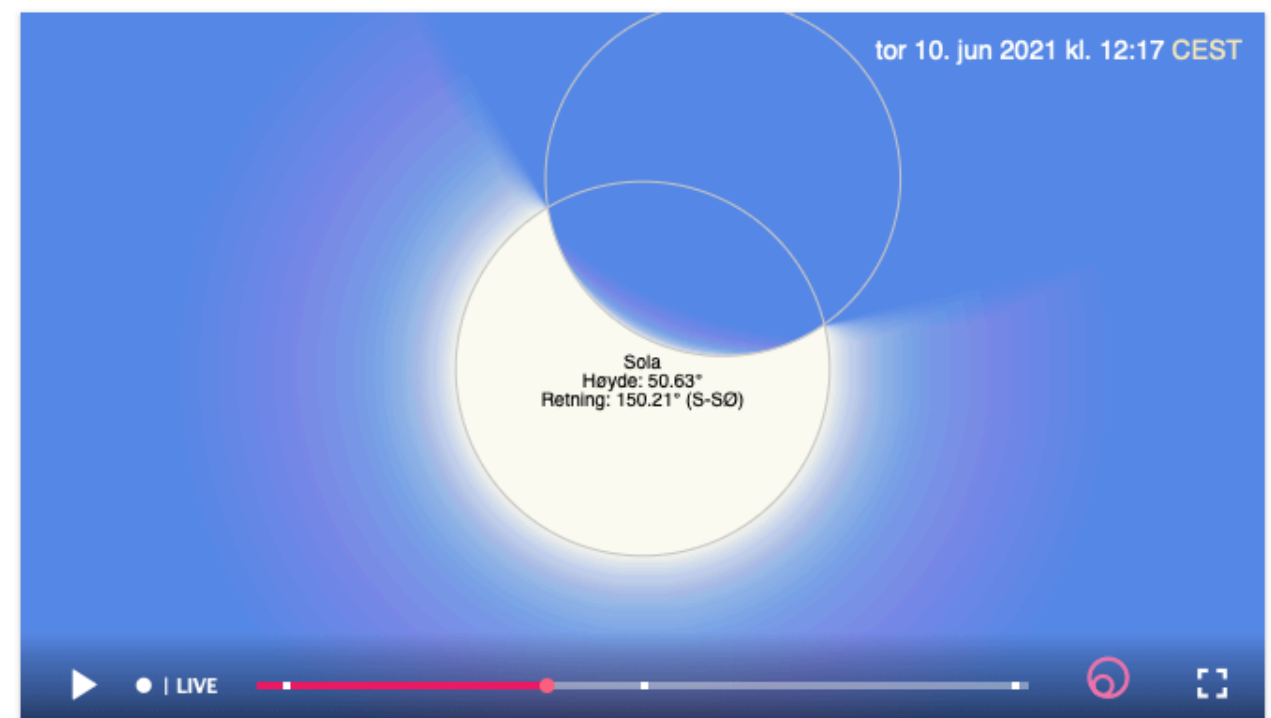 tor 10. jun 2021 kl. 12:17 CEST
Sola
Høyde: 50.63°
Retning: 150.21° (S-SØ)
| LIVE